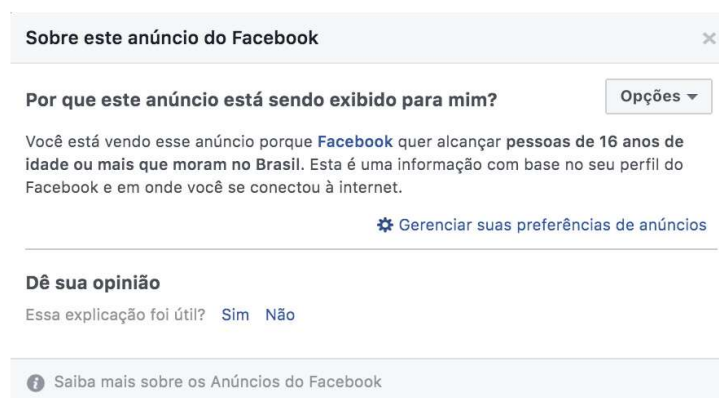 Sobre este anúncio do Facebook
Por que este anúncio está sendo exibido para mim?
Opções
Você está vendo esse anúncio porque Facebook quer alcançar pessoas de 16 anos de
idade ou mais que moram no Brasil. Esta é uma informação com base no seu perfil do
Facebook e em onde você se conectou à internet.
Gerenciar suas preferências de anúncios
Dê sua opinião
Essa explicação foi útil? Sim Não
Saiba mais sobre os Anúncios do Facebook